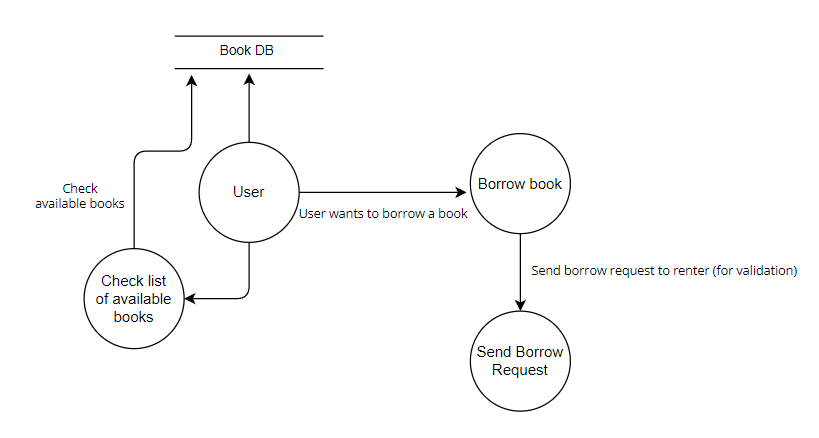 Book DB
User
Borrow book
Check
available books
User wants to borrow a book
Check list
of available
books
Send borrow request to renter (for validation)
Send Borrow
Request